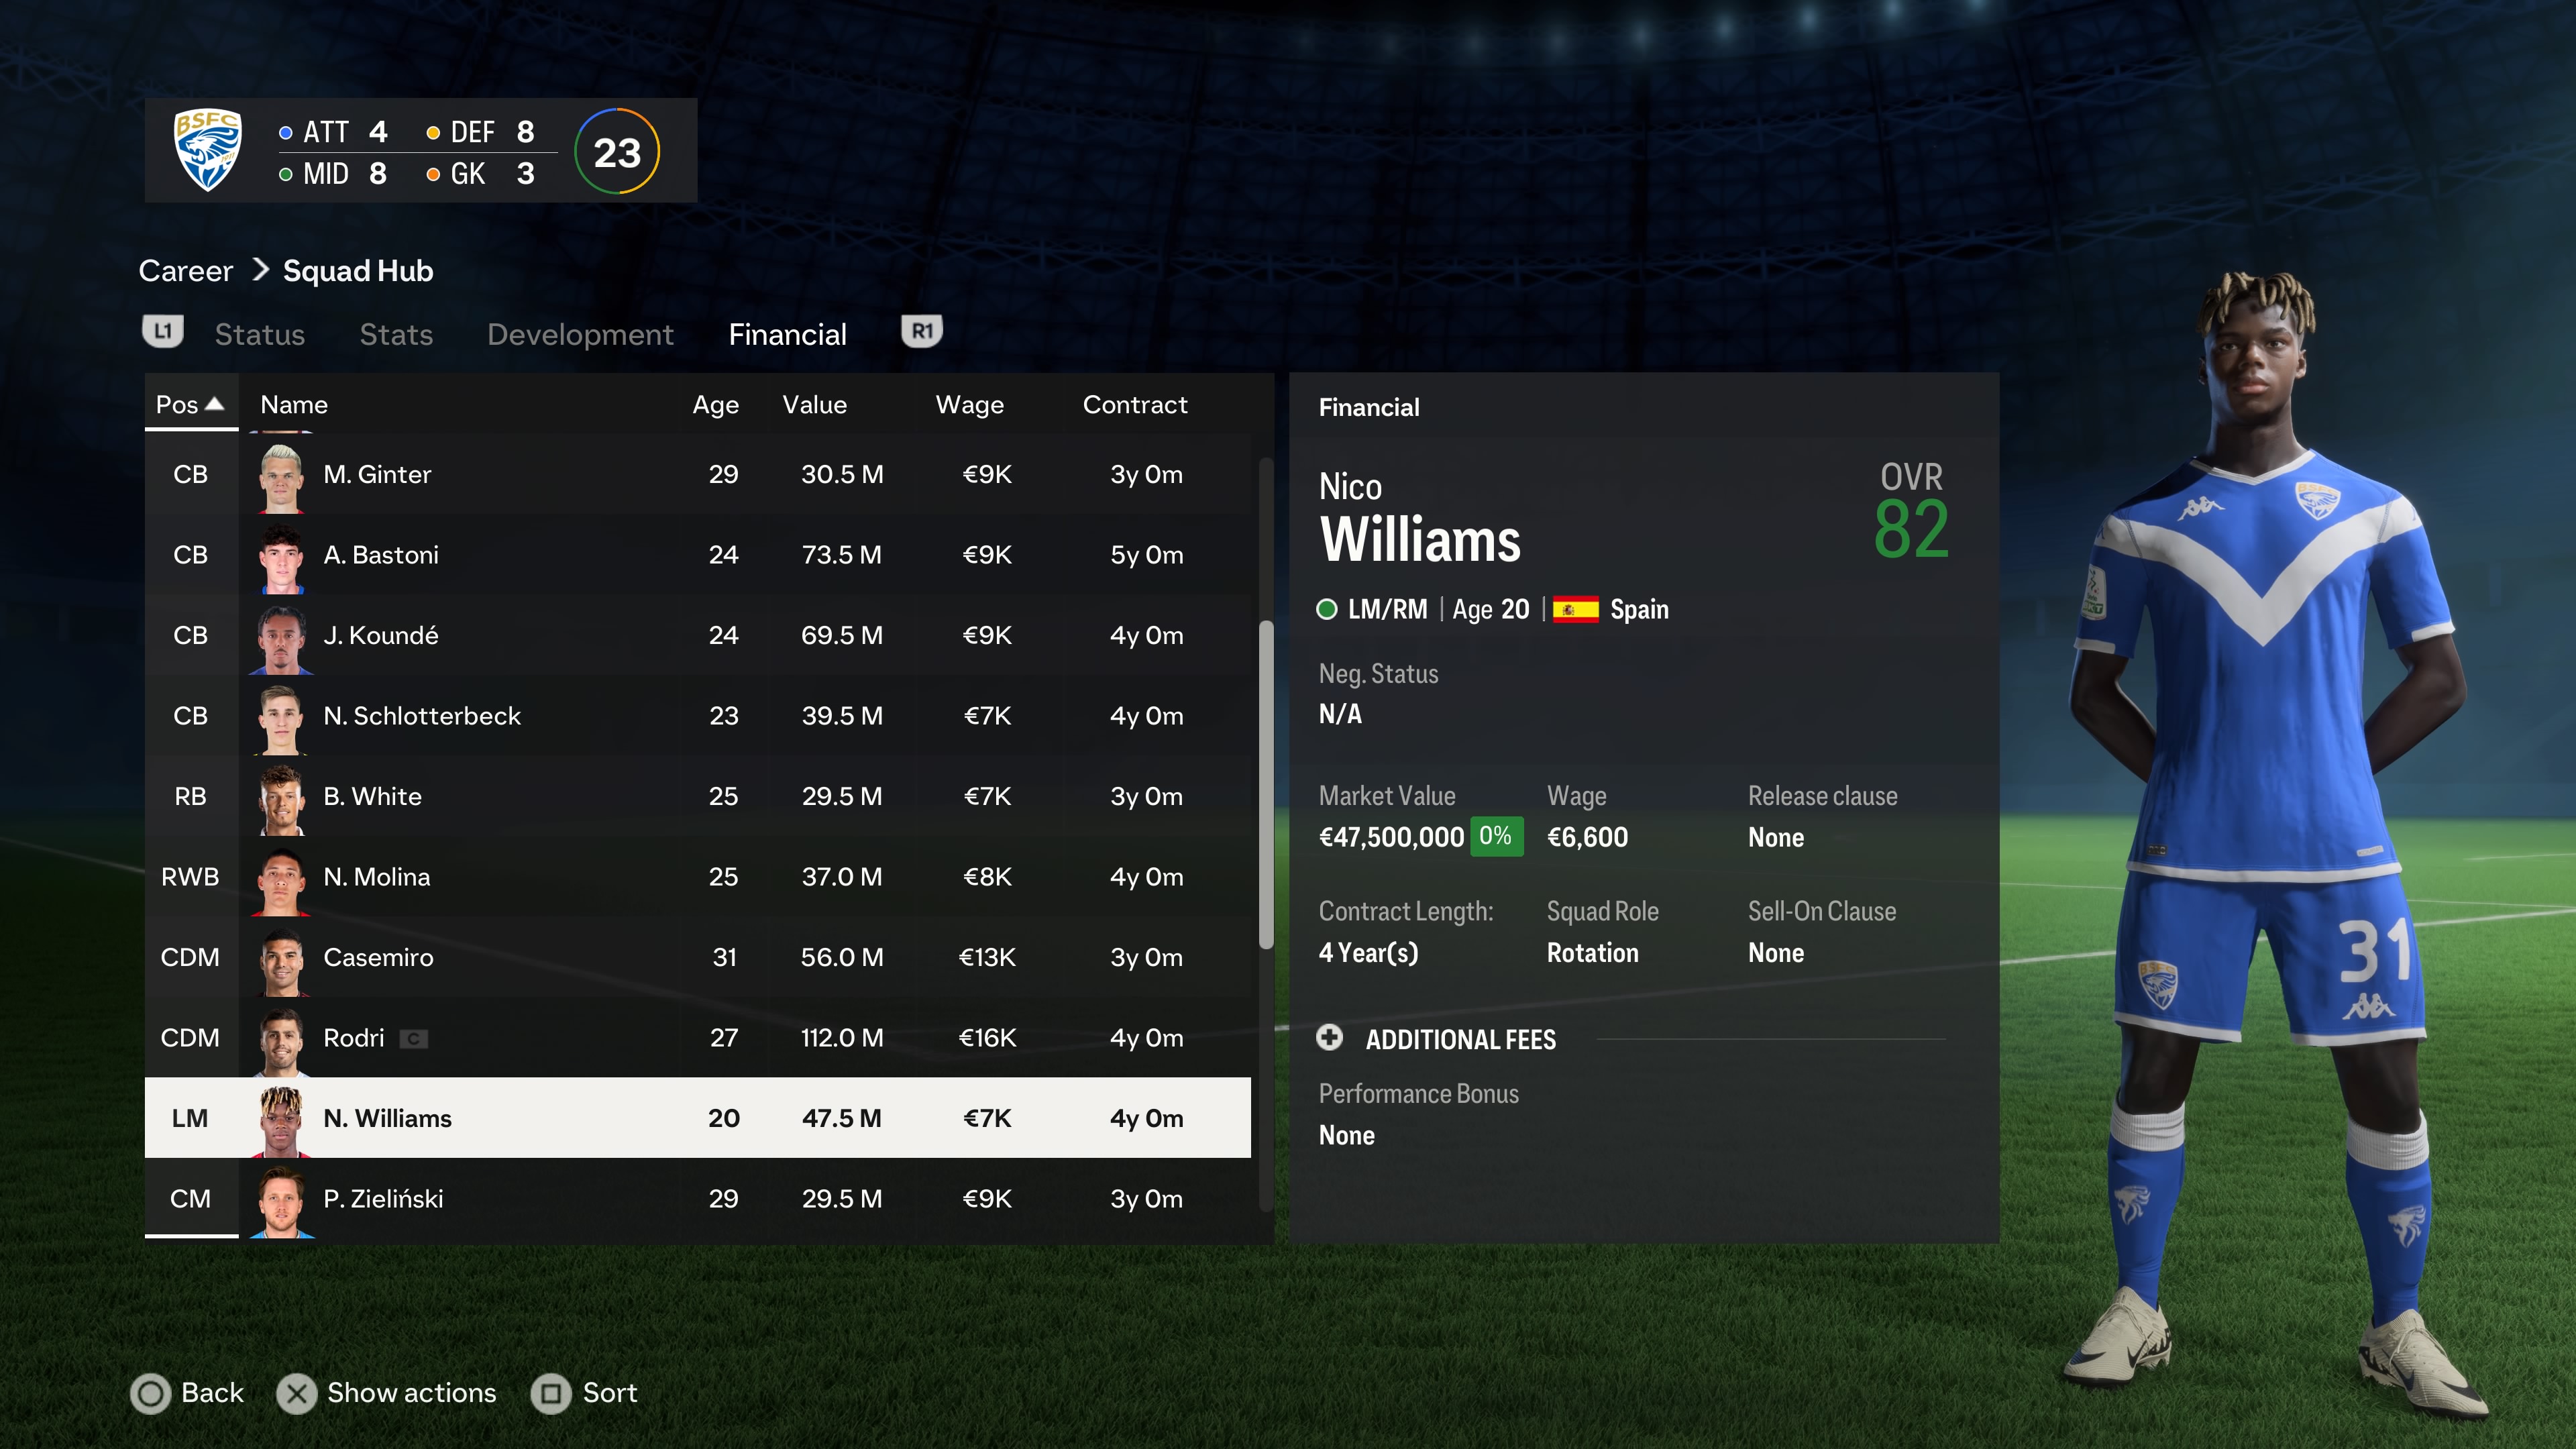 BSFC
ATT 4 DEF 8
MID 8 GK 3
23
Career > Squad Hub
L1 Status Stats Development Financial R1
Pos Name Age Value Wage Contract
CB M. Ginter 29 30.5 M €9K 3y 0m
CB A. Bastoni 24 73.5 M €9K 5y 0m
CB J. Koundé 24 69.5 M €9K 4y 0m
CB N. Schlotterbeck 23 39.5 M €7K 4y 0m
RB B. White 25 29.5 M €7K 3y 0m
RWB N. Molina 25 37.0 M €8K 4y 0m
CDM Casemiro 31 56.0 M €13K 3y 0m
CDM Rodri C 27 112.0 M €16K 4y 0m
LM N. Williams 20 47.5 M €7K 4y 0m
CM P. Zieliński 29 29.5 M €9K 3y 0m
Financial
Nico
Williams
OVR
82
LM/RM | Age 20 | Spain
Neg. Status
N/A
Market Value Wage Release clause
€47,500,000 0% €6,600 None
Contract Length: Squad Role Sell-On Clause
4 Year(s) Rotation None
ADDITIONAL FEES
Performance Bonus
None
BSFC
31
BSFC
Back Show actions Sort